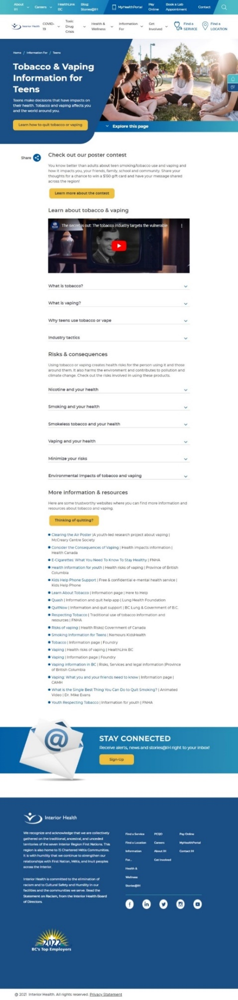 About IH
Careers
HealthLink BC
Blog: Stories@IH
MyHealthPortal
Pay Online
Book a Lab Appointment
Contact
Interior Health
COVID-19
Toxic Drug Crisis
Health & Wellness
Information For
Get Involved
Find a SERVICE
Find a LOCATION
Home / Information For / Teens
Tobacco & Vaping
Information for
Teens
Teens make decisions that have impacts on
their health. Tobacco and vaping affects you
and the world around you.
Learn how to quit tobacco or vaping
Explore this page
Share
Check out our poster contest
You know better than adults about teen smoking/tobacco use and vaping and
how it impacts you, your friends, family, school and community. Share your
thoughts for a chance to win a $150 gift card and have your message shared
across the region!
Learn more about the contest
Learn about tobacco & vaping
The secret is out: The tobacco industry targets the vulnerable
What is tobacco?
What is vaping?
Why teens use tobacco or vape
Industry tactics
Risks & consequences
Using tobacco or vaping creates health risks for the person using it and those
around them. It also harms the environment and contributes to pollution and
climate change. Check out the risks involved in using these products.
Nicotine and your health
Smoking and your health
Smokeless tobacco and your health
Vaping and your health
Minimize your risks
Environmental Impacts of tobacco and vaping
More information & resources
Here are some trustworthy websites where you can find more information and
resources about tobacco and vaping.
Thinking of quitting?
Clearing the Air Poster |A youth-led research project about vaping |
McCreary Centre Society
Consider the Consequences of Vaping | Health impacts information |
Health Canada
E-Cigarettes: What You Need To Know To Stay Healthy | FNHA
Health information for youth | Health risks of vaping | Province of British
Columbia
Kids Help Phone Support | Free & confidential e-mental health service |
Kids Help Phone
Learn About Tobacco | Information page | Here to Help
Quash | Information and quit help app | Lung Health Foundation
QuitNow | Information and quit support | BC Lung & Government of B.C.
Respecting Tobacco | Traditional use of tobacco information and
resources | FNHA
Risks of vaping | Health Risks| Government of Canada
Smoking Information for Teens | Nemours KidsHealth
Tobacco | Information page | Foundry
Vaping | Health risks of vaping | HealthLink BC
Vaping | Information page | Foundry
Vaping information in BC | Risks, Services and legal information |Province
of British Columbia
Vaping: What you and your friends need to know | Information page |
CAMH
What is the Single Best Thing You Can Do to Quit Smoking? | Animated
Video | Dr. Mike Evans
Youth Respecting Tobacco | Information for youth | FNHA
STAY CONNECTED
Receive alerts, news and stories@IH right to your inbox!
Sign-Up
Interior Health
We recognize and acknowledge that we are collectively
gathered on the traditional, ancestral, and unceded
territories of the seven Interior Region First Nations. This
region is also home to 15 Chartered Métis Communities.
It is with humility that we continue to strengthen our
relationships with First Nation, Métis, and Inuit peoples
across the Interior.
Interior Health is committed to the elimination of
racism and to Cultural Safety and Humility in our
facilities and the communities we serve. Read the
Statement on Racism, from the Interior Health Board
of Directors.
Find a Service
Find a Location
Information
For...
Health &
Wellness
Stories@IH
PCQO
Careers
About IH
Get Involved
Pay Online
MyHealthPortal
Contact IH
2022
BC's Top Employers
@ 2021 Interior Health. All rights reserved. Privacy Statement